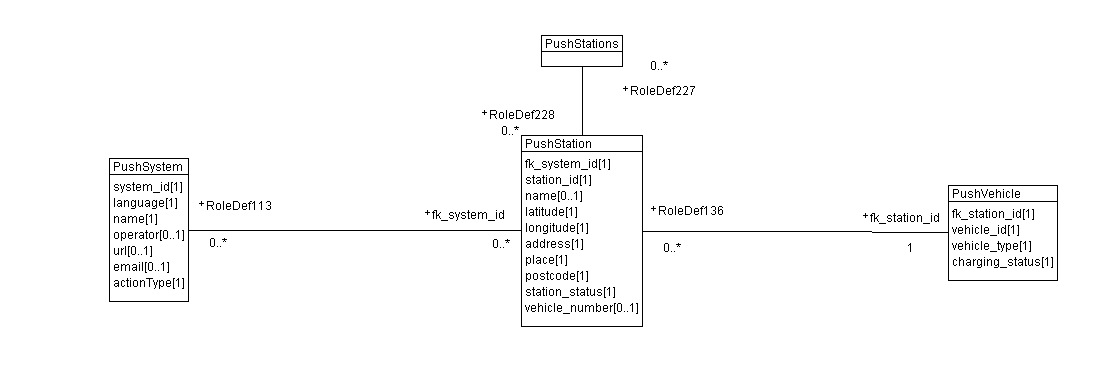 PushStations
0..*
+RoleDef227
+RoleDef228
0..*
PushStation
fk_system_id[1]
station_id[1]
name[0..1]
latitude[1]
longitude[1]
address[1]
place[1]
postcode[1]
station_status[1]
vehicle_number[0..1]
PushSystem
system_id[1]
language[1]
name[1]
operator[0..1]
url[0..1]
email[0..1]
actionType[1]
+RoleDef113
0..*
+fk_system_id
0..*
+RoleDef136
0..*
+fk_station_id
1
PushVehicle
fk_station_id[1]
vehicle_id[1]
vehicle_type[1]
charging_status[1]